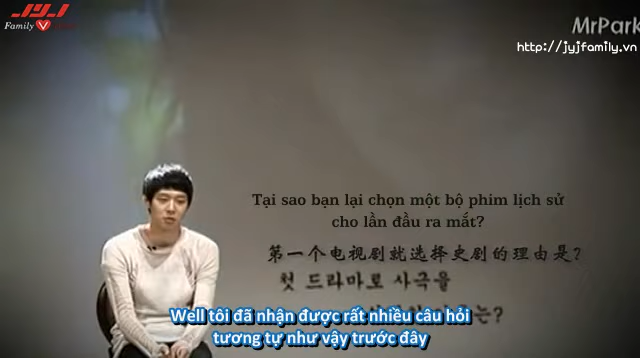 JYJ
Family
MrPark
http://jyjfamily.vn
Tại sao bạn lại chọn một bộ phim lịch sử
cho lần đầu ra mắt?
第一个电视剧就选择史剧的理由是?
첫 드라마로 사극을
는?
Well tôi đã nhận được rất nhiều câu hỏi
tương tự như vậy trước đây